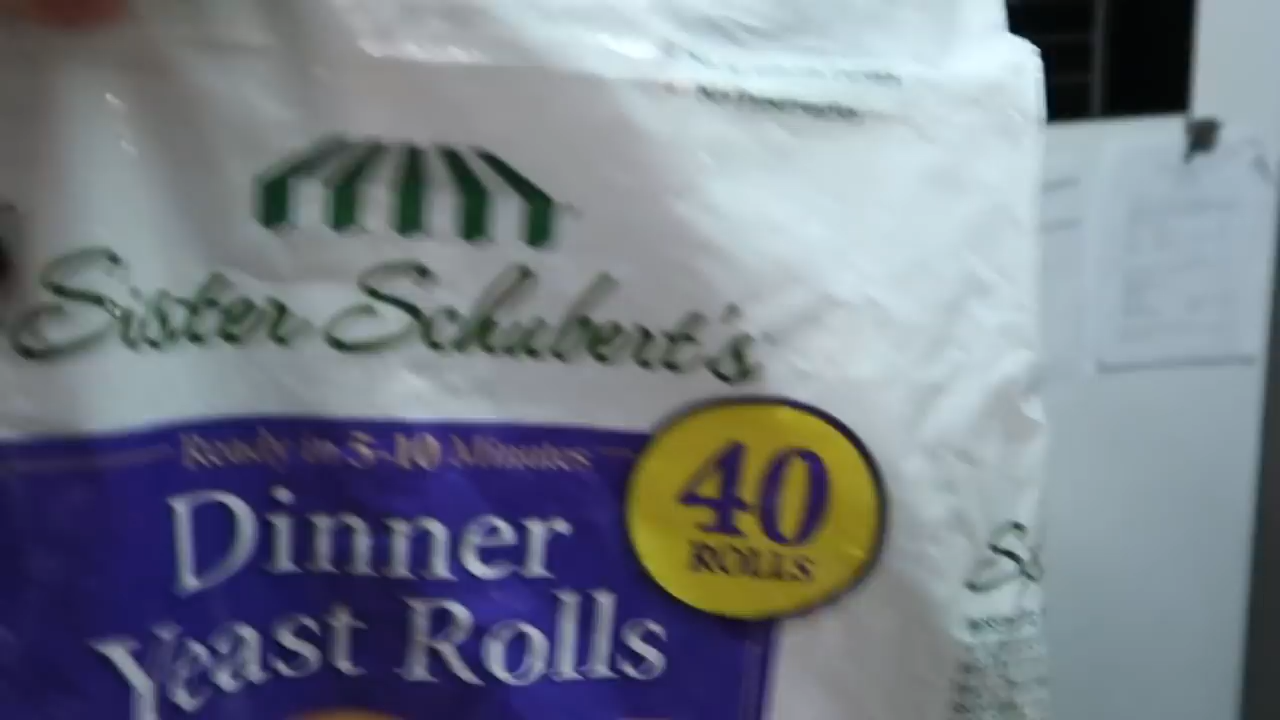 Sister Schubert's
Ready in 5-10 Minutes
Dinner
Yeast Rolls
40
ROLLS